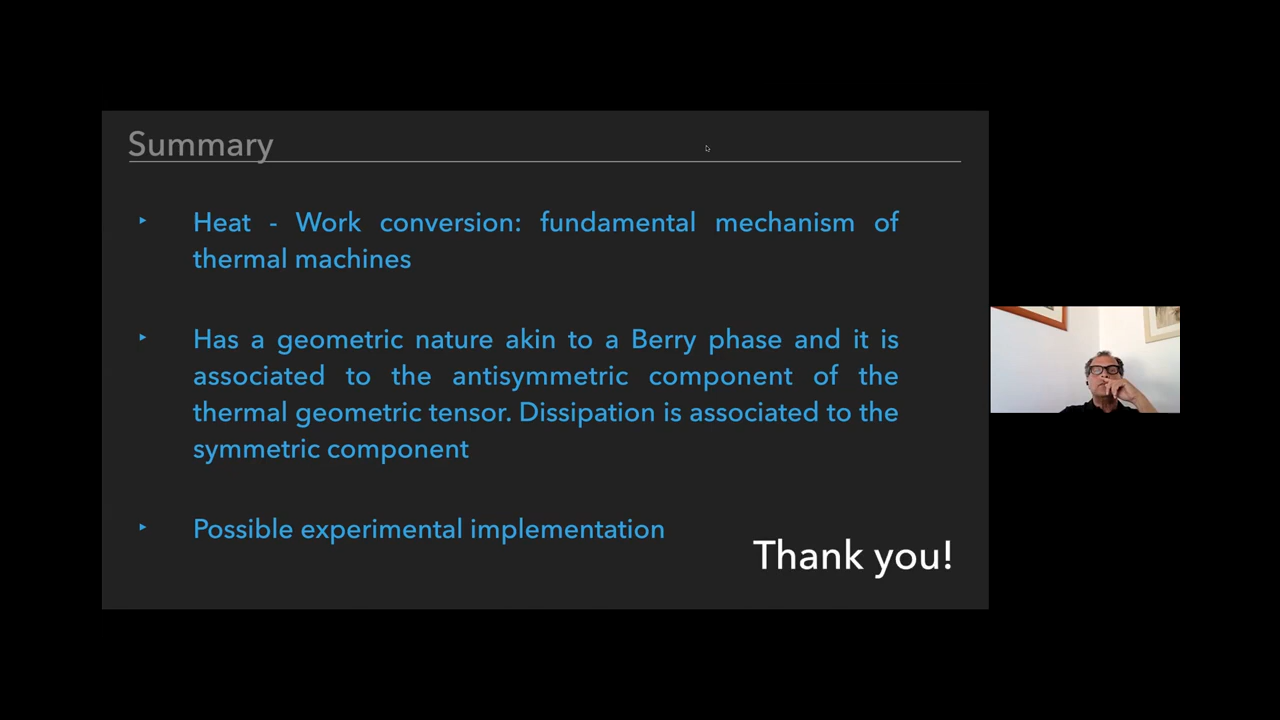 Summary
Heat - Work conversion: fundamental mechanism of
thermal machines
Has a geometric nature akin to a Berry phase and it is
associated to the antisymmetric component of the
thermal geometric tensor. Dissipation is associated to the
symmetric component
Possible experimental implementation
Thank you!